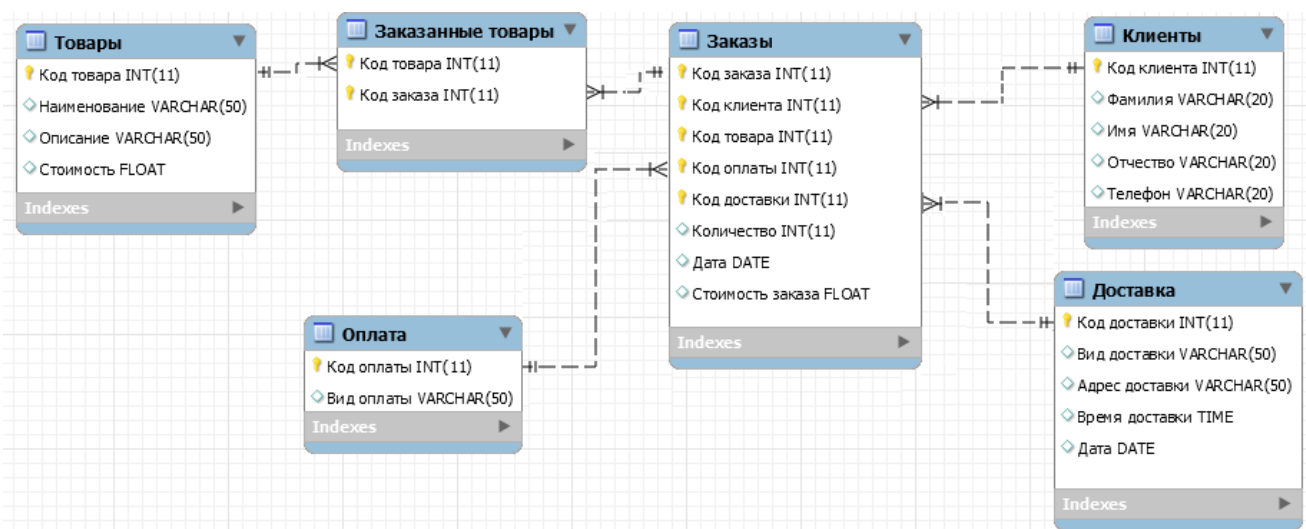 Товары
Код товара INT(11)
Наименование VARCHAR(50)
Описание VARCHAR(50)
Стоимость FLOAT
Indexes
Заказанные товары
Код товара INT(11)
Код заказа INT(11)
Indexes
Заказы
Код заказа INT(11)
Код клиента INT(11)
Код товара INT(11)
Код оплаты INT(11)
Код доставки INT(11)
Количество INT(11)
Дата DATE
Стоимость заказа FLOAT
Indexes
Клиенты
Код клиента INT(11)
Фамилия VARCHAR(20)
Имя VARCHAR(20)
Отчество VARCHAR(20)
Телефон VARCHAR(20)
Indexes
Оплата
Код оплаты INT(11)
Вид оплаты VARCHAR(50)
Indexes
Доставка
Код доставки INT(11)
Вид доставки VARCHAR(50)
Адрес доставки VARCHAR(50)
Время доставки TIME
Дата DATE
Indexes